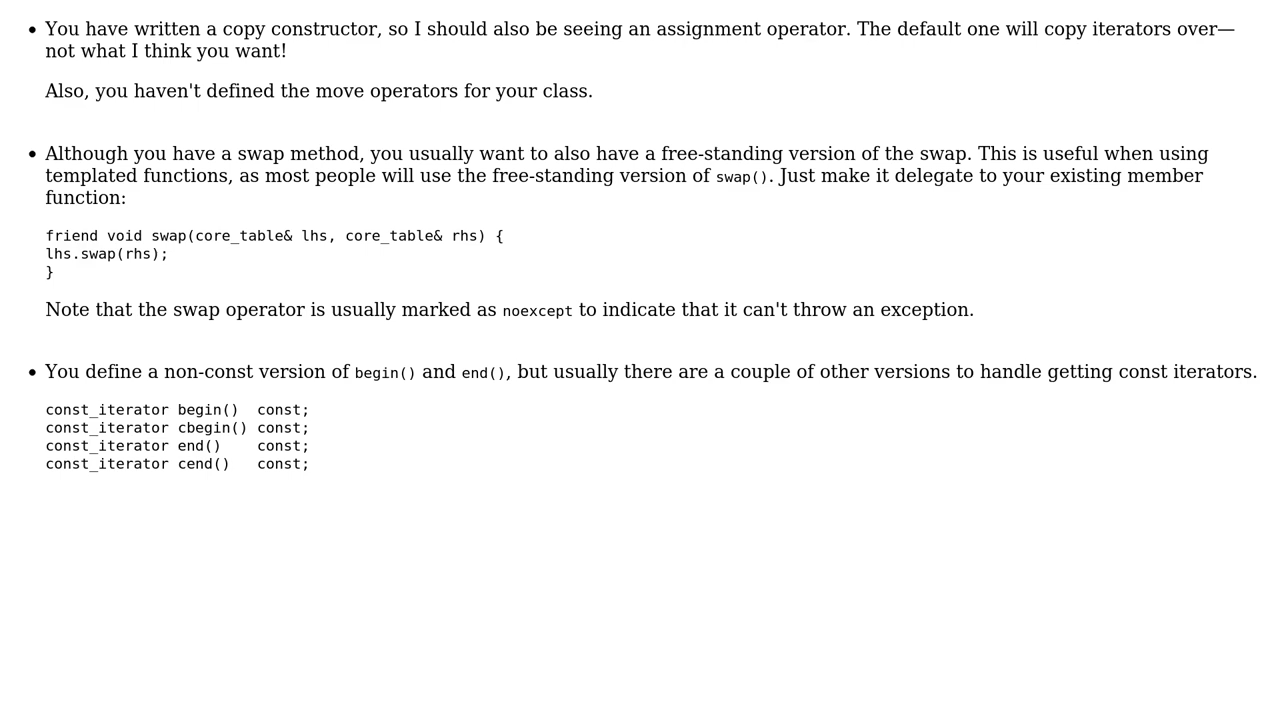 • You have written a copy constructor, so I should also be seeing an assignment operator. The default one will copy iterators over—
not what I think you want!
Also, you haven't defined the move operators for your class.
• Although you have a swap method, you usually want to also have a free-standing version of the swap. This is useful when using
templated functions, as most people will use the free-standing version of swap(). Just make it delegate to your existing member
function:
friend void swap(core_table& lhs, core_table& rhs) {
lhs.swap(rhs);
}
Note that the swap operator is usually marked as noexcept to indicate that it can't throw an exception.
• You define a non-const version of begin() and end(), but usually there are a couple of other versions to handle getting const iterators.
const_iterator begin()  const;
const_iterator cbegin() const;
const_iterator end()    const;
const_iterator cend()   const;